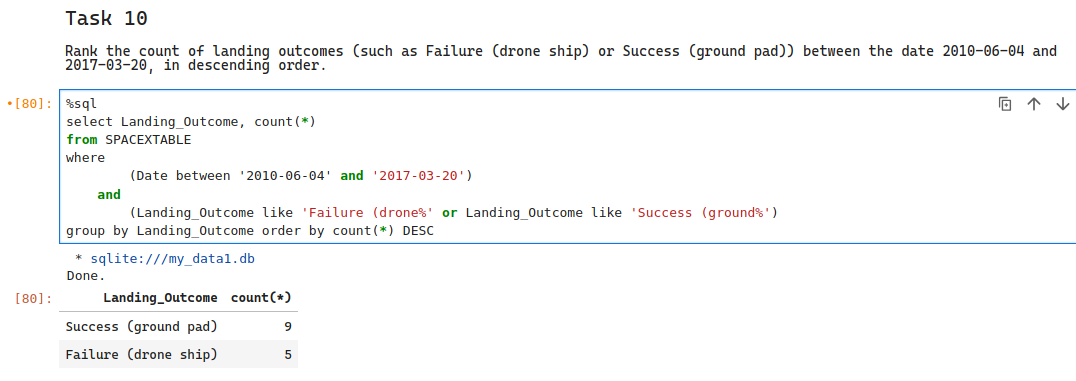 Task 10
Rank the count of landing outcomes (such as Failure (drone ship) or Success (ground pad)) between the date 2010-06-04 and
2017-03-20, in descending order.
•[80]:
%sql
select Landing_Outcome, count(*)
from SPACEXTABLE
where
(Date between '2010-06-04' and '2017-03-20')
and
(Landing_Outcome like 'Failure (drone%' or Landing_Outcome like 'Success (ground%')
group by Landing_Outcome order by count(*) DESC
* sqlite:///my_data1.db
Done.
[80]:
Landing_Outcome count(*)
Success (ground pad) 9
Failure (drone ship) 5